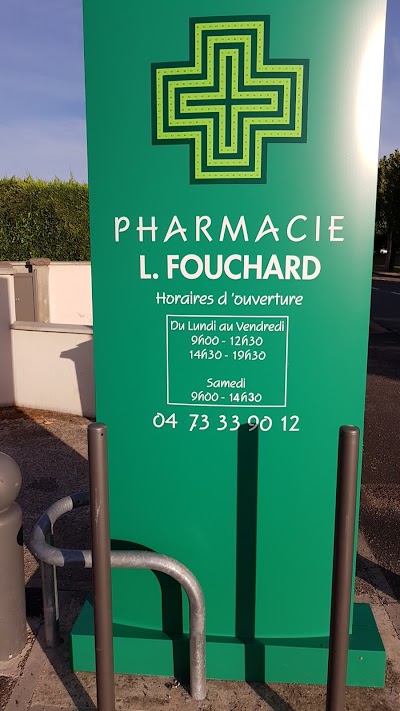 PHARMACIE
L. FOUCHARD
Horaires d'ouverture
Du Lundi au Vendredi
9h00 - 12h30
14h30 - 19h30
Samedi
9h00 - 14h30
04 73 33 90 12